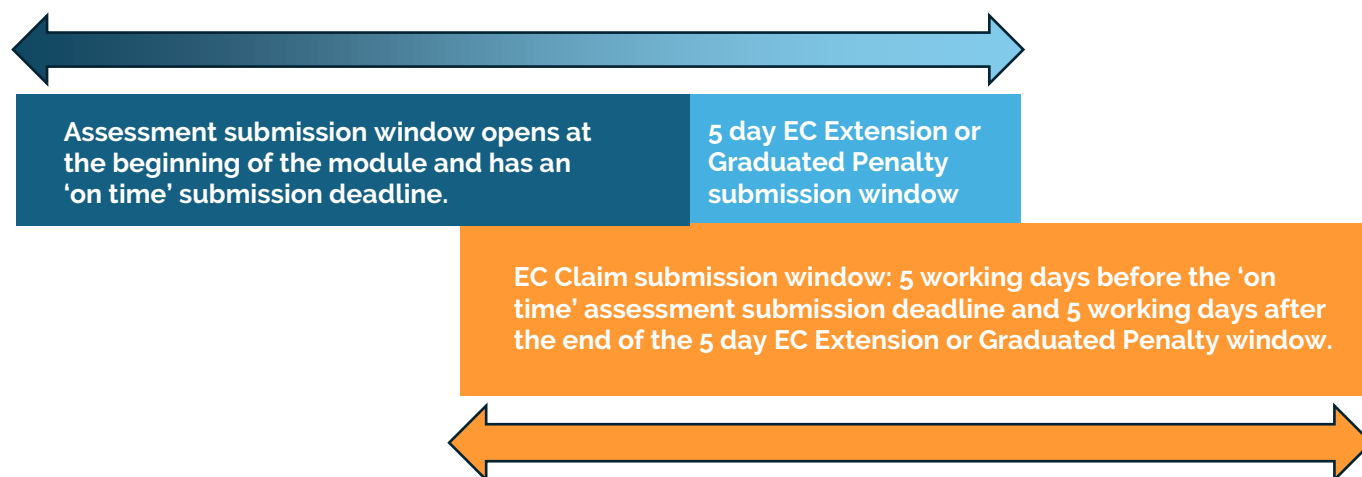 Assessment submission window opens at
the beginning of the module and has an
‘on time’ submission deadline.
5 day EC Extension or
Graduated Penalty
submission window
EC Claim submission window: 5 working days before the ‘on
time’ assessment submission deadline and 5 working days after
the end of the 5 day EC Extension or Graduated Penalty window.